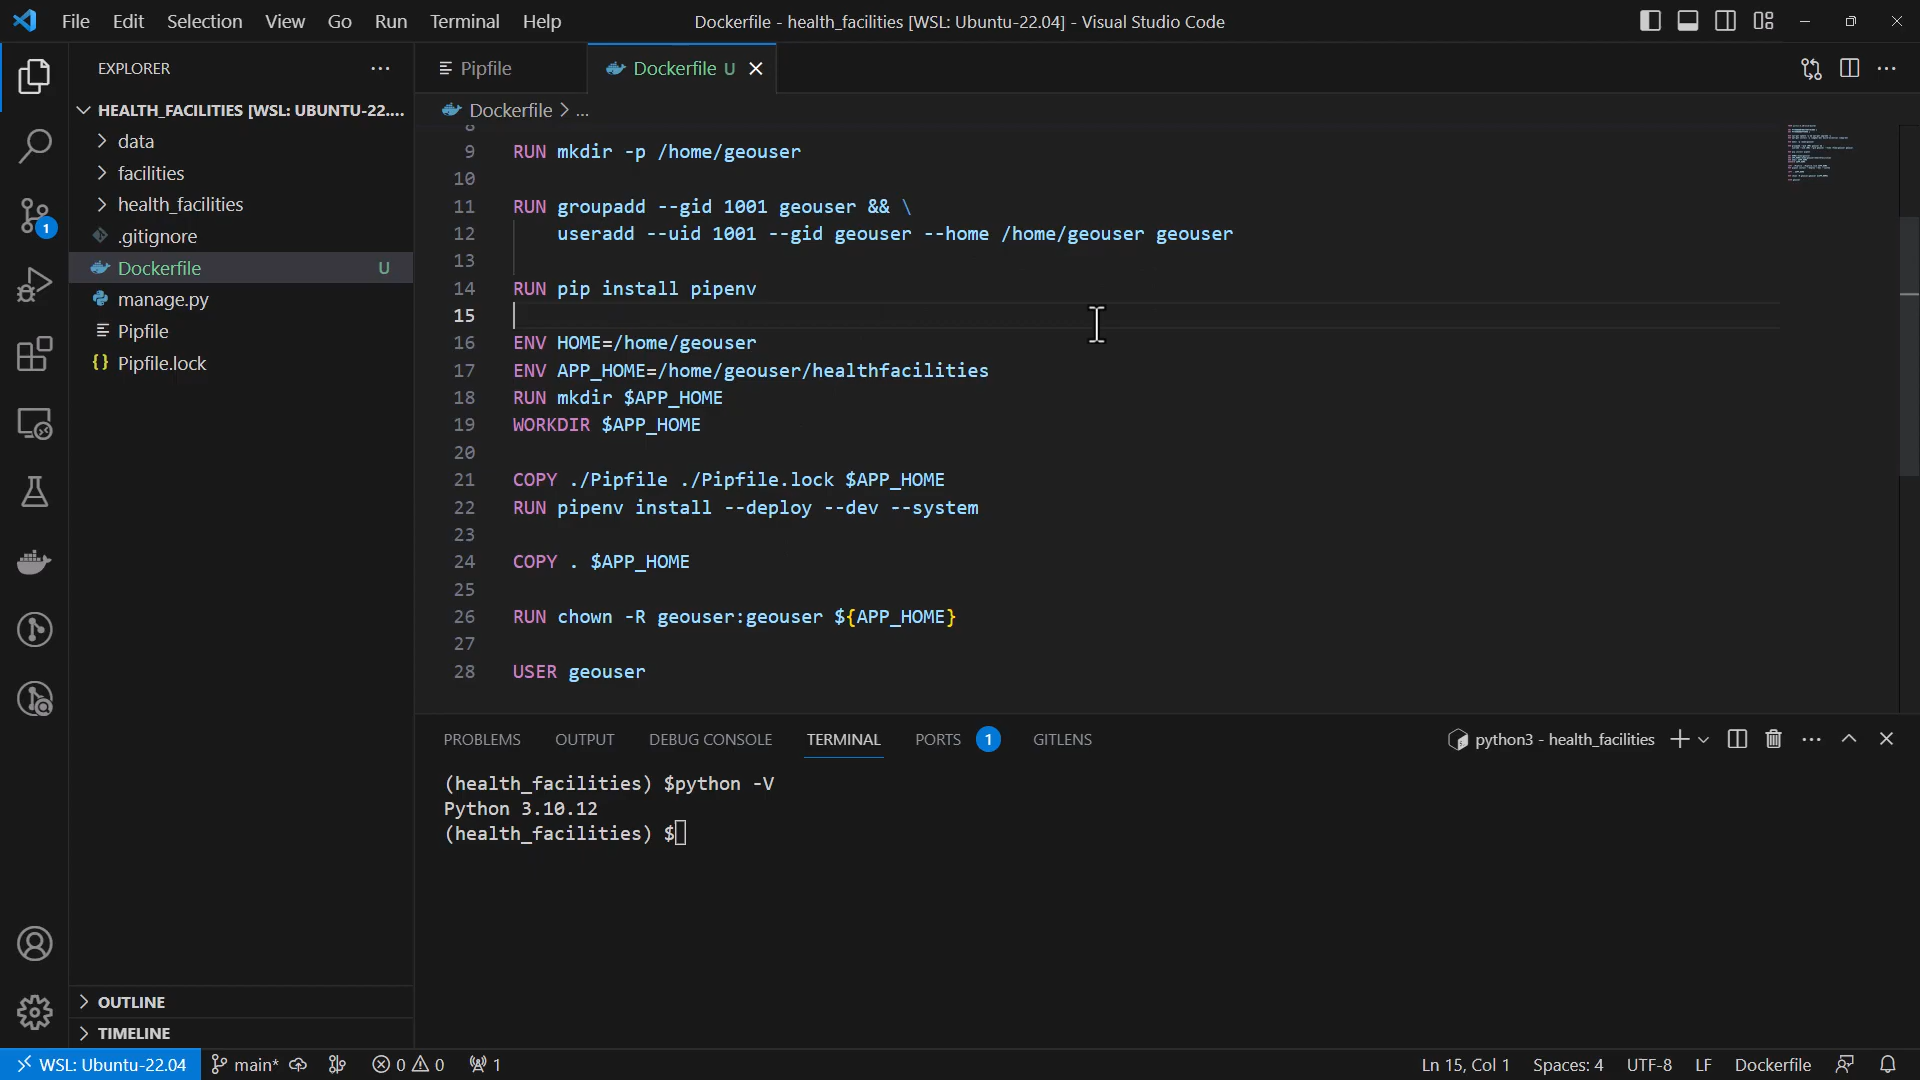 File Edit Selection View Go Run Terminal Help
Dockerfile - health_facilities [WSL: Ubuntu-22.04] - Visual Studio Code
EXPLORER
HEALTH_FACILITIES [WSL: UBUNTU-22....
data
facilities
health_facilities
.gitignore
Dockerfile U
manage.py
Pipfile
Pipfile.lock
OUTLINE
TIMELINE
1
Pipfile
Dockerfile U
Dockerfile > ...
9 RUN mkdir -p /home/geouser
10
11 RUN groupadd --gid 1001 geouser && \
12 useradd --uid 1001 --gid geouser --home /home/geouser geouser
13
14 RUN pip install pipenv
15
16 ENV HOME=/home/geouser
17 ENV APP_HOME=/home/geouser/healthfacilities
18 RUN mkdir $APP_HOME
19 WORKDIR $APP_HOME
20
21 COPY ./Pipfile ./Pipfile.lock $APP_HOME
22 RUN pipenv install --deploy --dev --system
23
24 COPY . $APP_HOME
25
26 RUN chown -R geouser:geouser ${APP_HOME}
27
28 USER geouser
PROBLEMS OUTPUT DEBUG CONSOLE TERMINAL PORTS 1 GITLENS
python3 - health_facilities
(health_facilities) $python -V
Python 3.10.12
(health_facilities) $
WSL: Ubuntu-22.04 main* 0 0 1
Ln 15, Col 1 Spaces: 4 UTF-8 LF Dockerfile